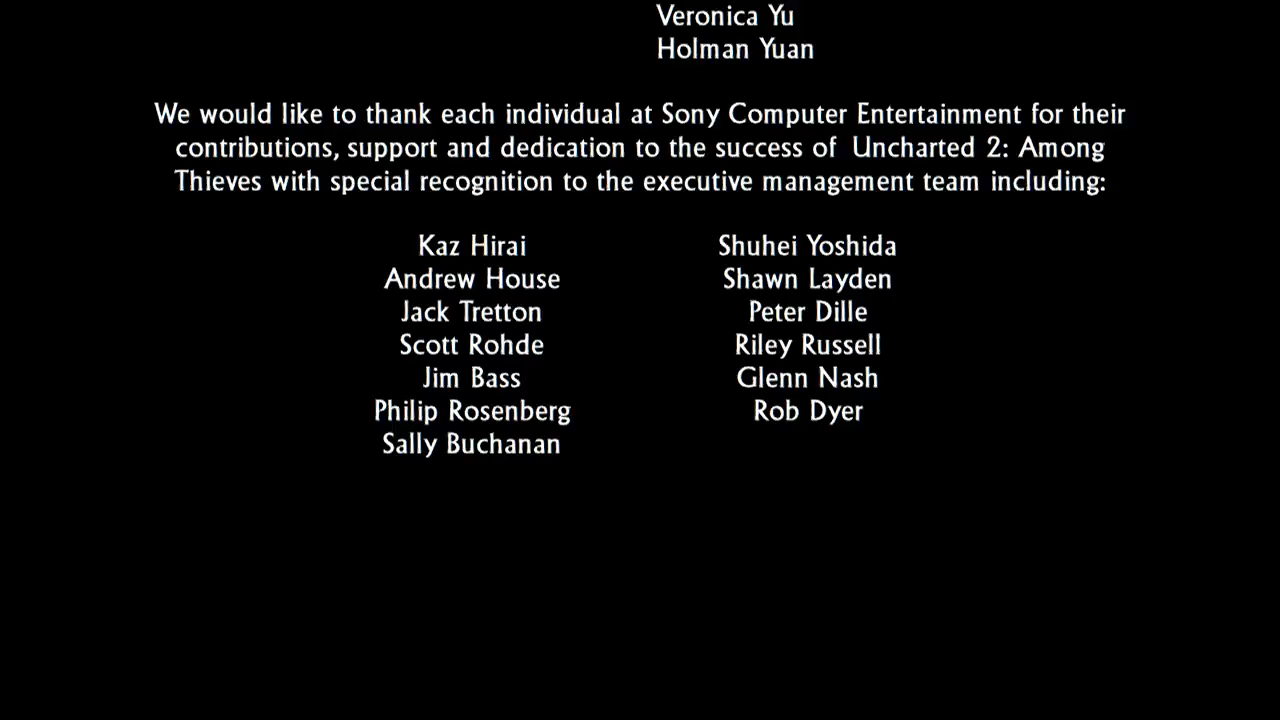 Veronica Yu
Holman Yuan
We would like to thank each individual at Sony Computer Entertainment for their
contributions, support and dedication to the success of Uncharted 2: Among
Thieves with special recognition to the executive management team including:
Kaz Hirai Shuhei Yoshida
Andrew House Shawn Layden
Jack Tretton Peter Dille
Scott Rohde Riley Russell
Jim Bass Glenn Nash
Philip Rosenberg Rob Dyer
Sally Buchanan